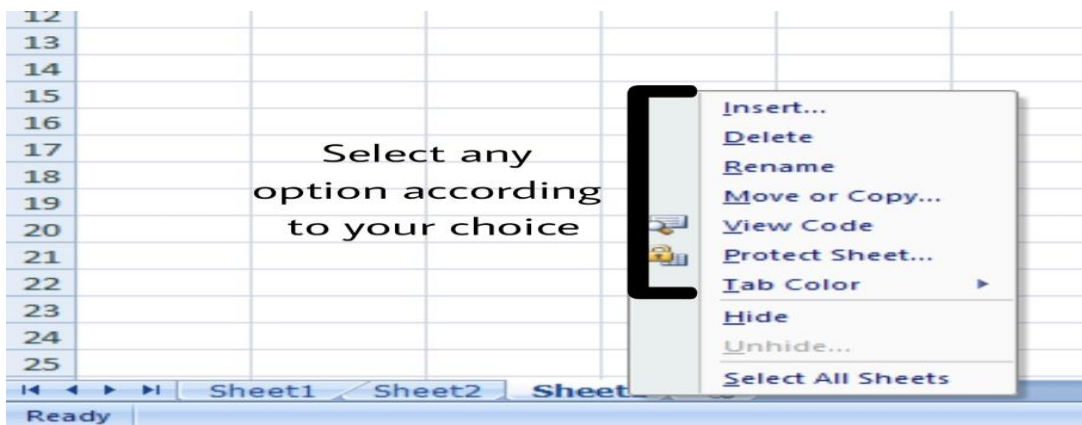 12
13
14
15
16
17
18
19
20
21
22
23
24
25
Select any
option according
to your choice
Insert...
Delete
Rename
Move or Copy...
View Code
Protect Sheet...
Tab Color
Hide
Unhide...
Select All Sheets
Sheet1 Sheet2
Ready